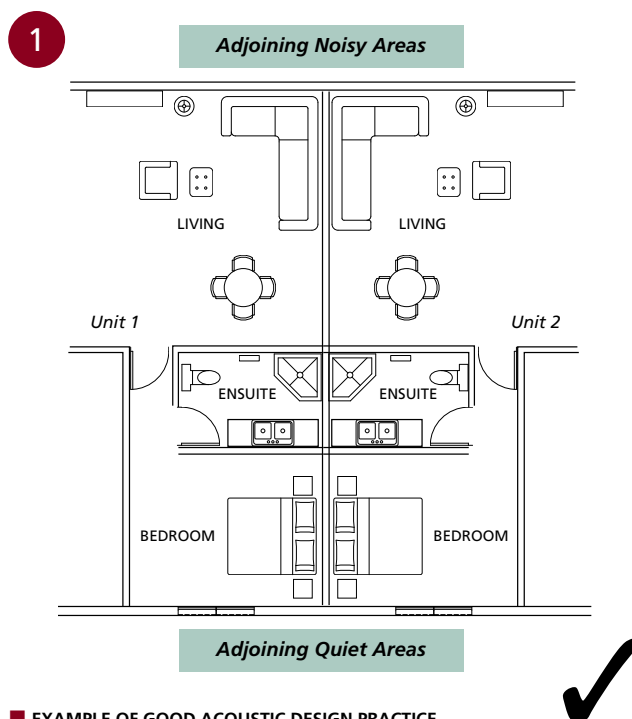 1
Adjoining Noisy Areas
LIVING LIVING
Unit 1 Unit 2
ENSUITE ENSUITE
BEDROOM BEDROOM
Adjoining Quiet Areas
EXAMPLE OF GOOD ACOUSTIC DESIGN PRACTICE